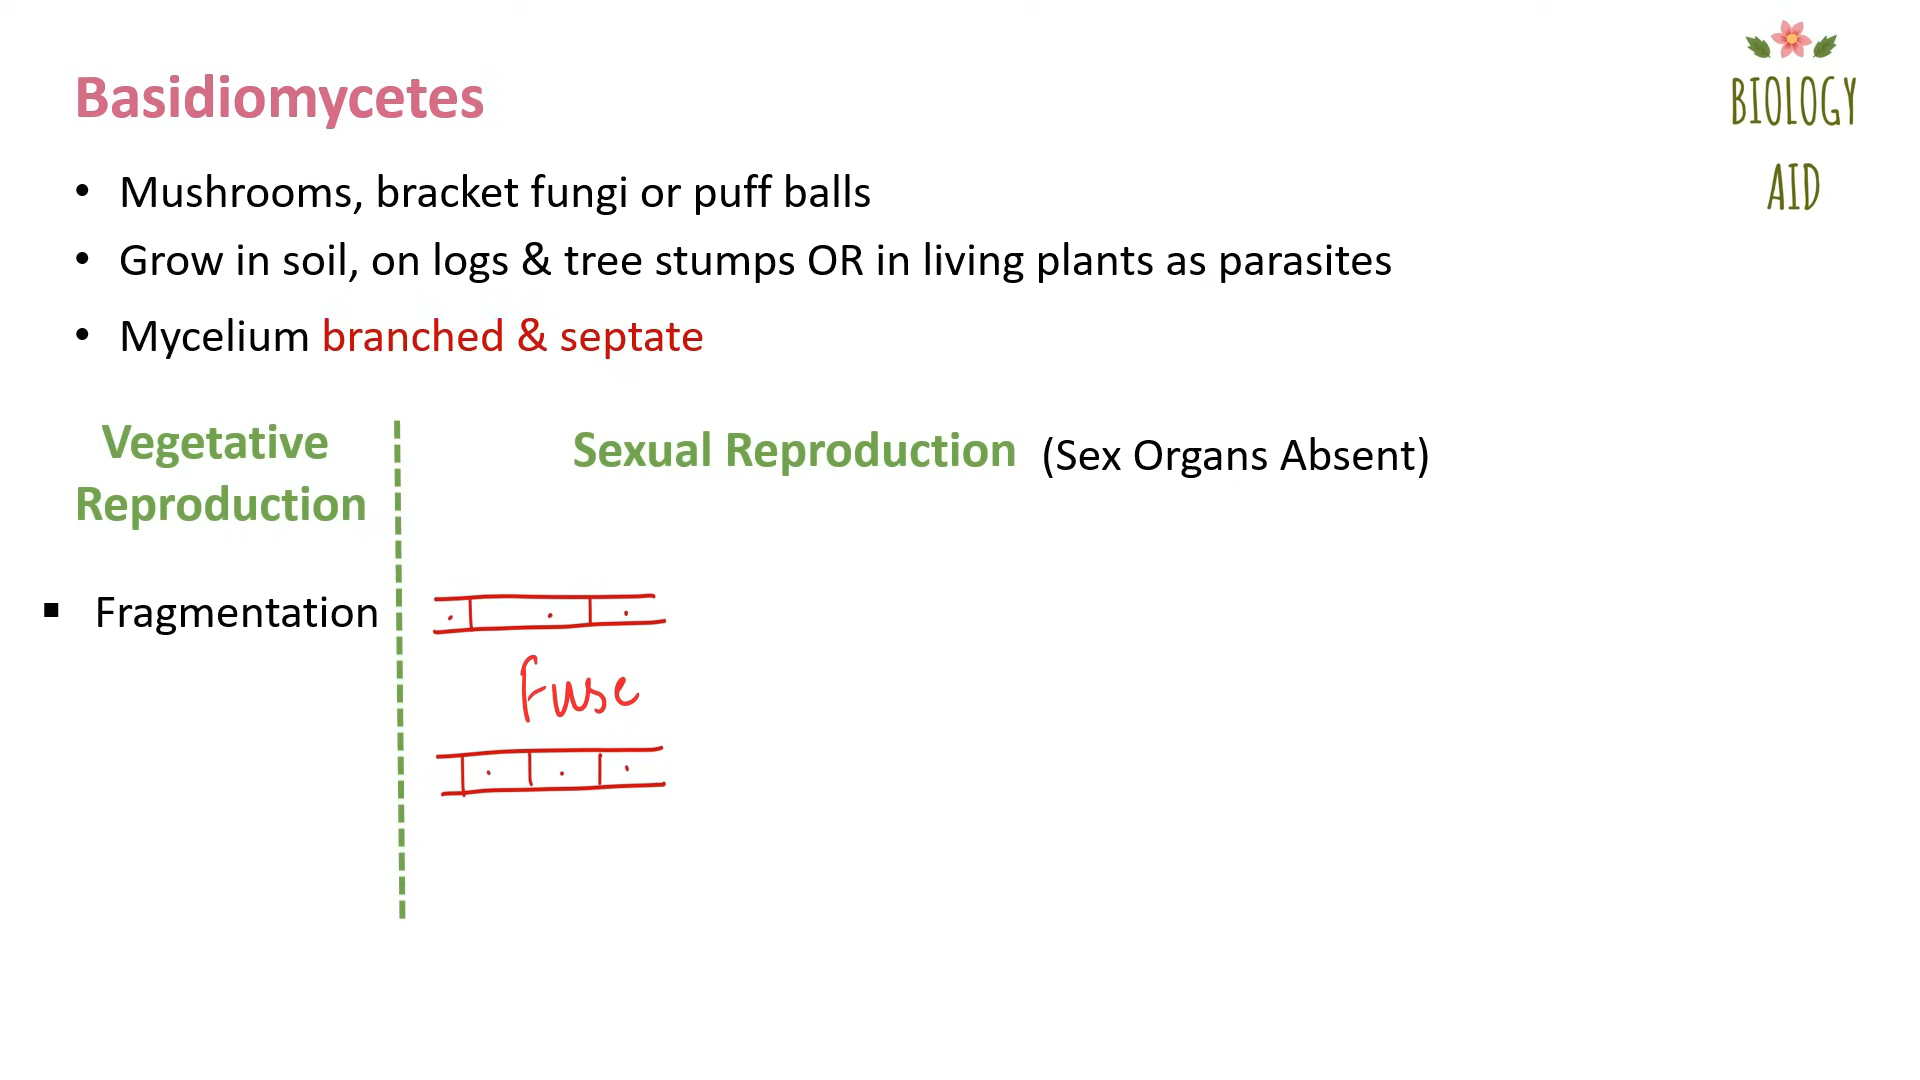 Basidiomycetes
• Mushrooms, bracket fungi or puff balls
• Grow in soil, on logs & tree stumps OR in living plants as parasites
• Mycelium branched & septate
Vegetative
Reproduction
▪ Fragmentation
Sexual Reproduction (Sex Organs Absent)
Fuse
BIOLOGY
AID